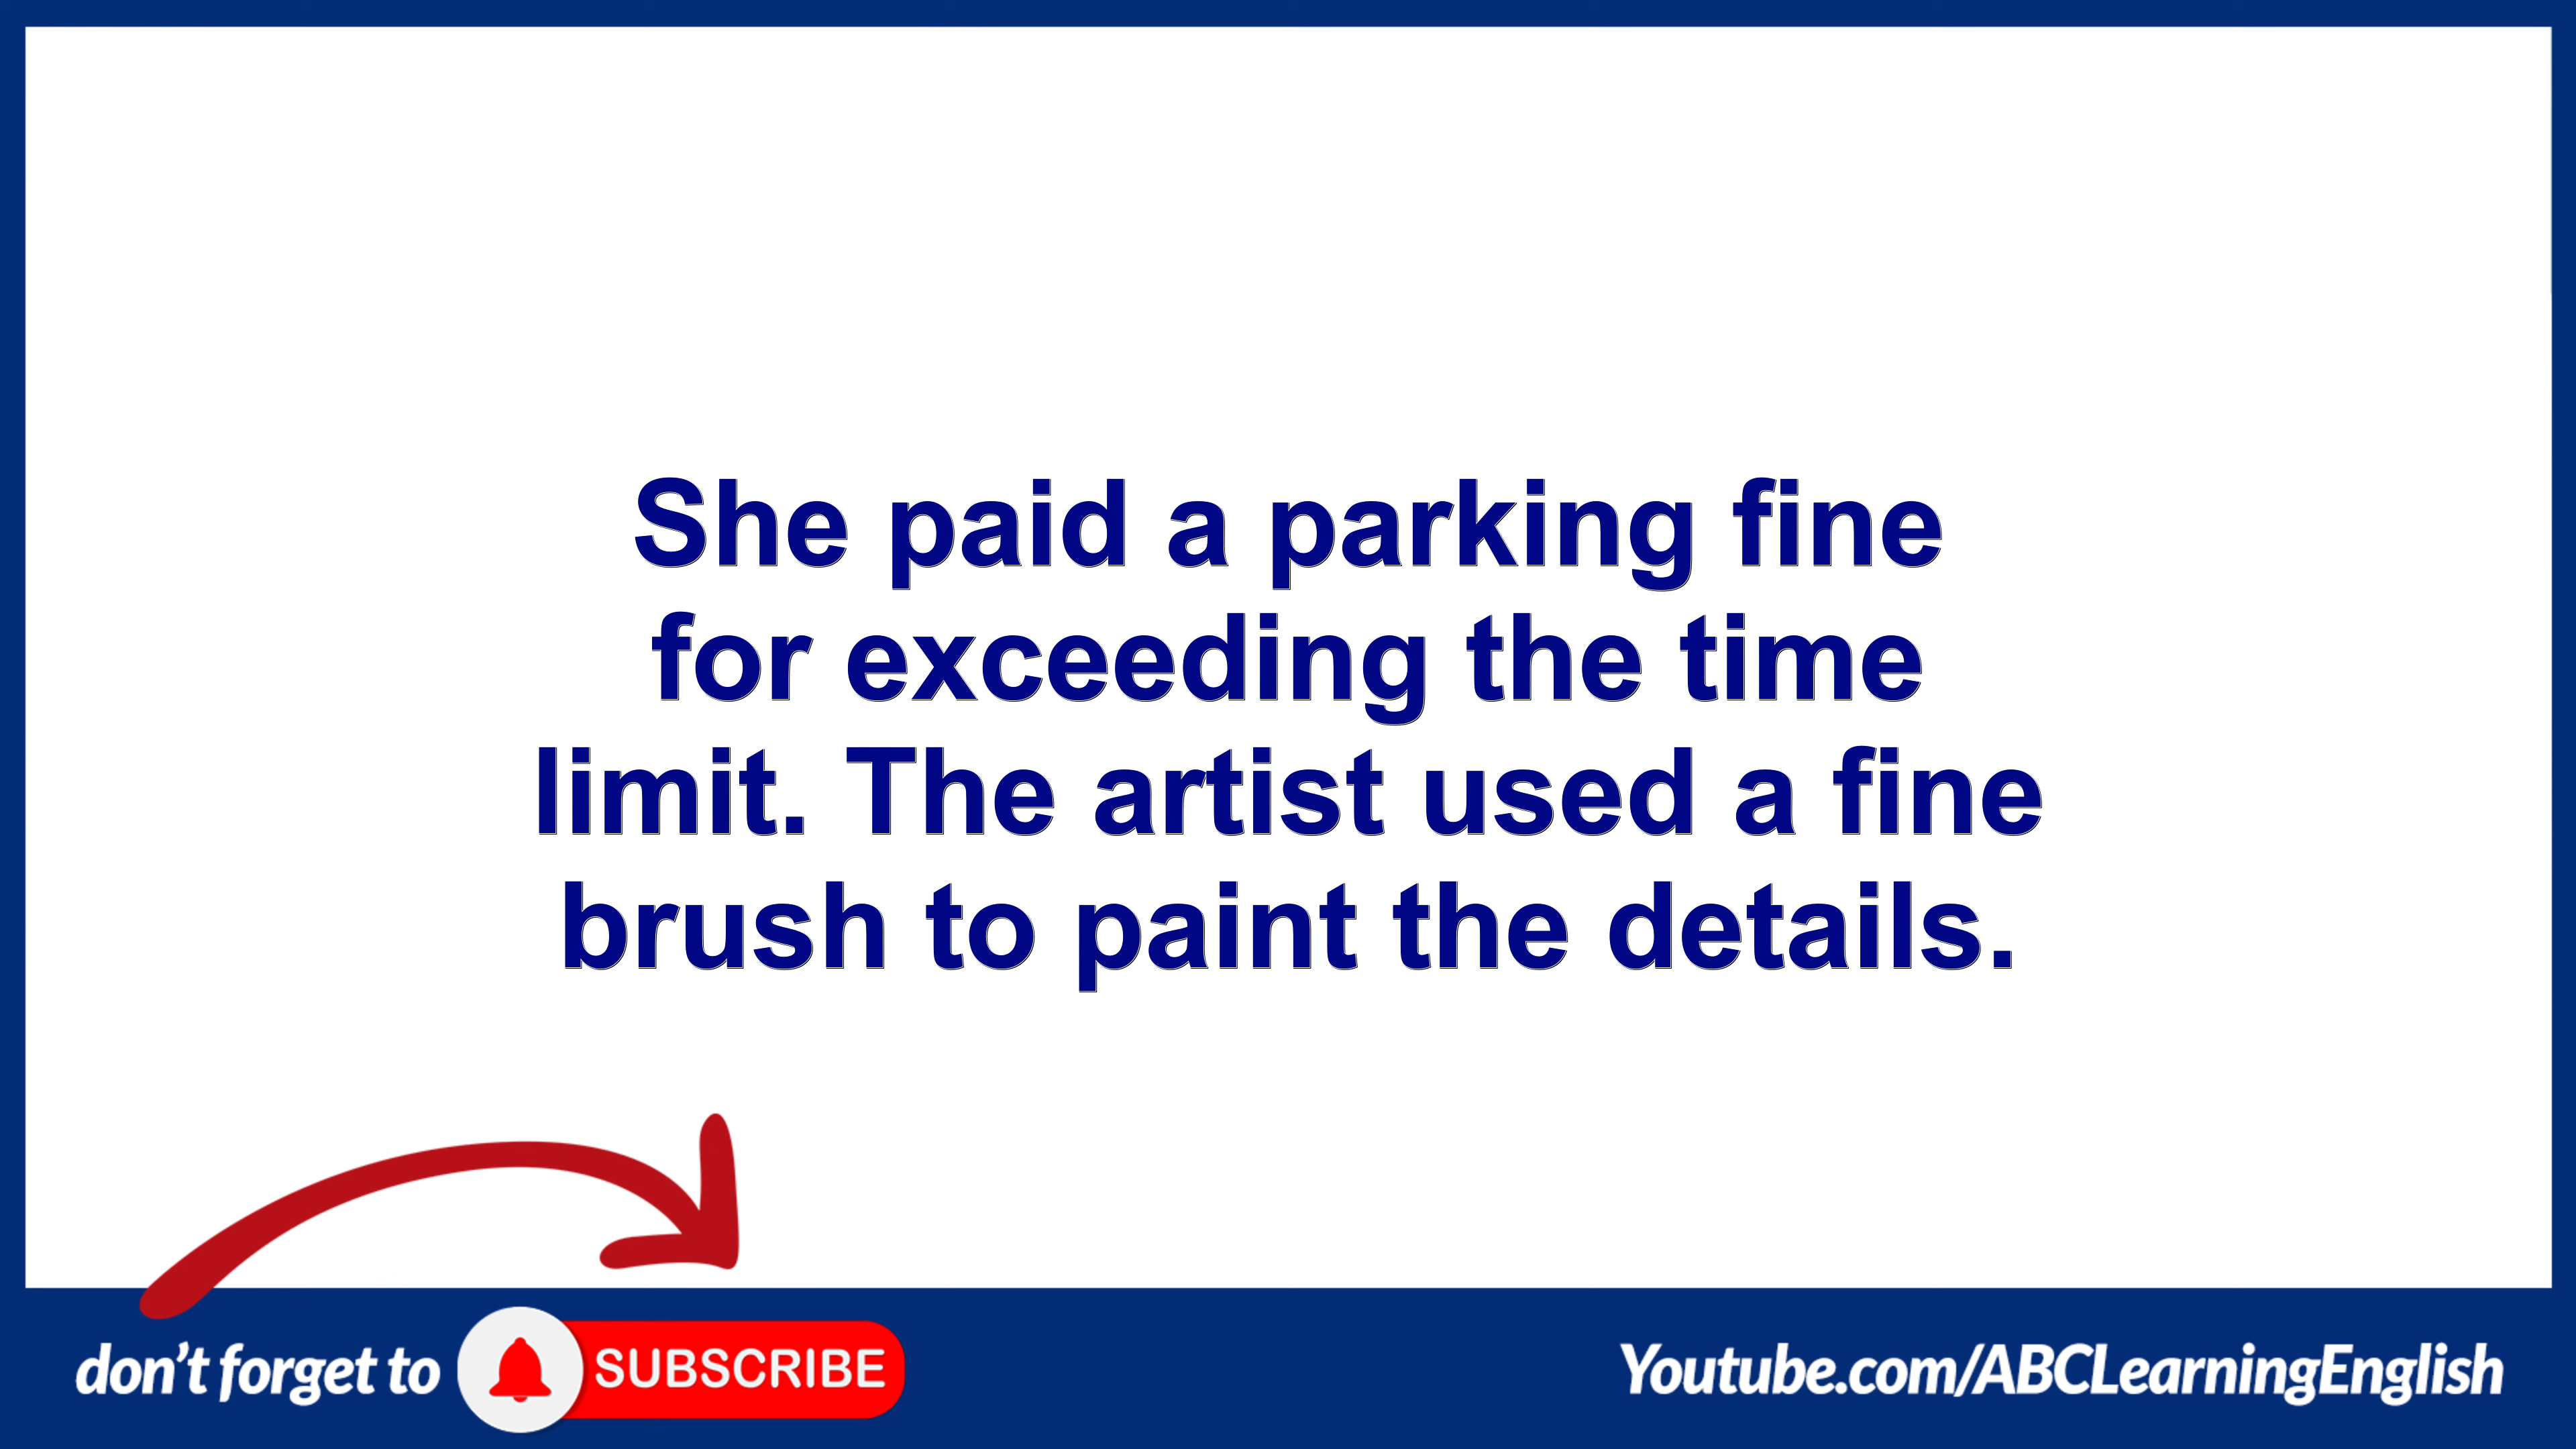 She paid a parking fine
for exceeding the time
limit. The artist used a fine
brush to paint the details.
don't forget to SUBSCRIBE
Youtube.com/ABCLearningEnglish